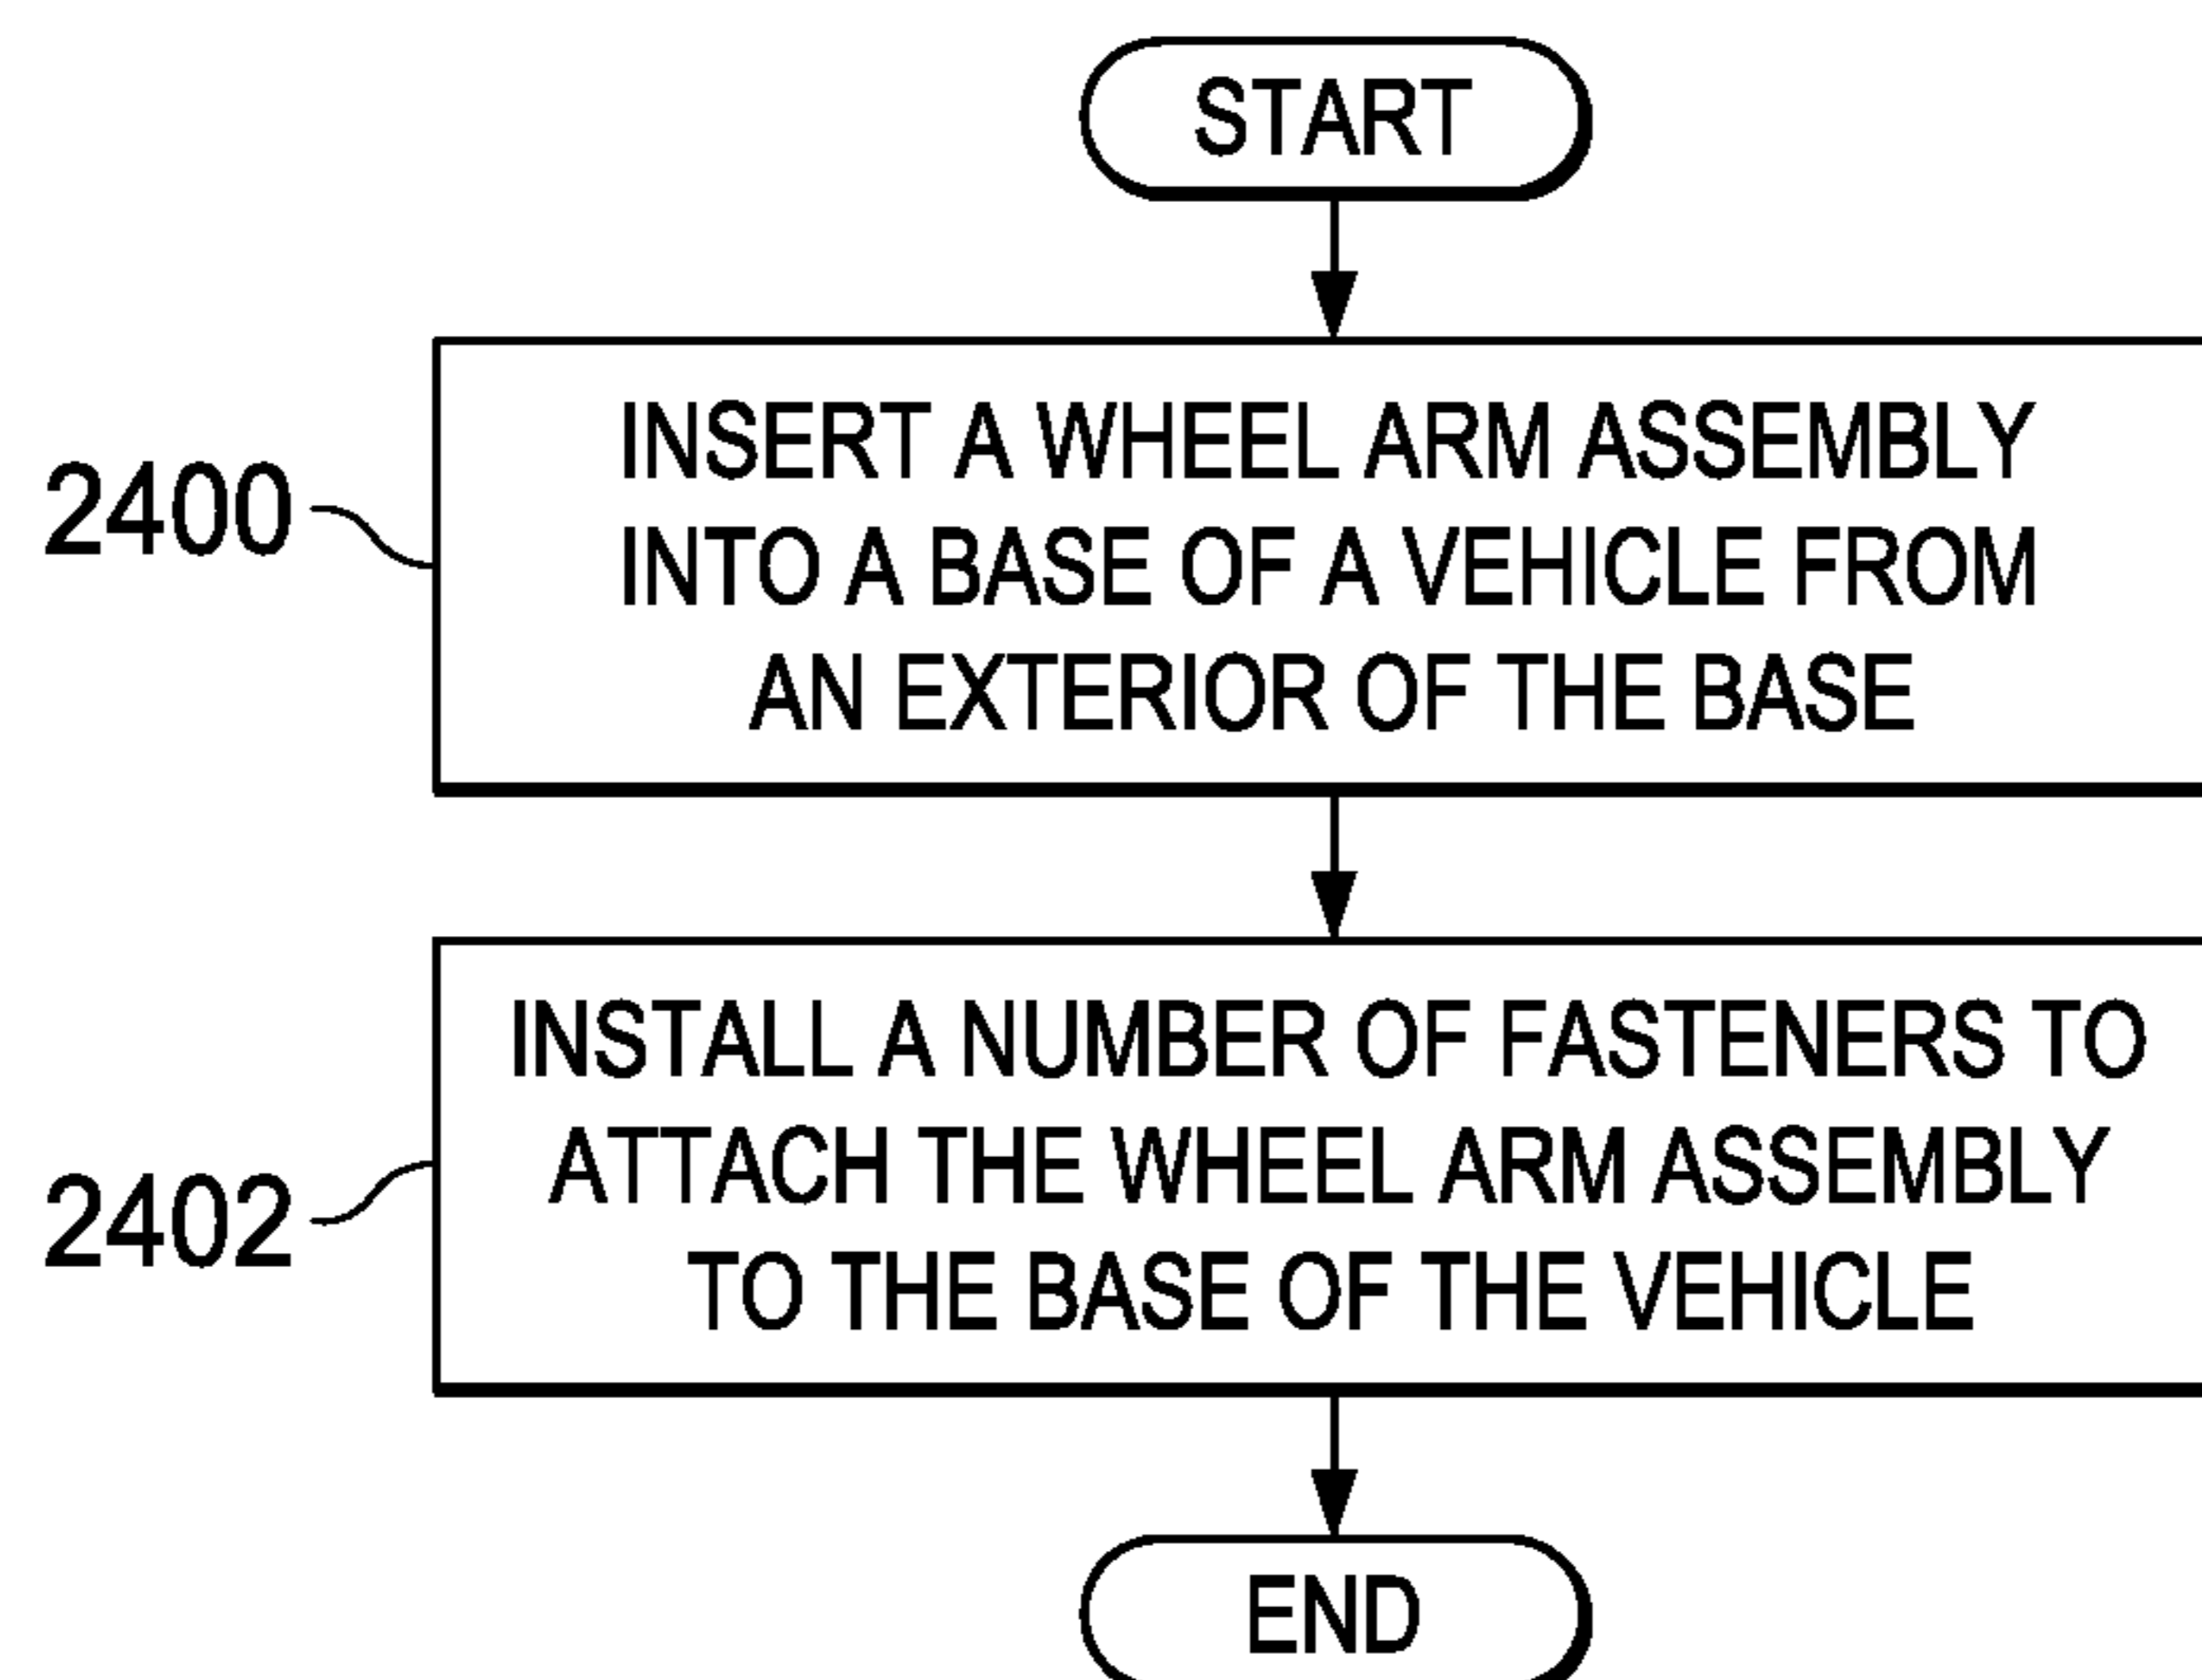 START
2400
INSERT A WHEEL ARM ASSEMBLY
INTO A BASE OF A VEHICLE FROM
AN EXTERIOR OF THE BASE
2402
INSTALL A NUMBER OF FASTENERS TO
ATTACH THE WHEEL ARM ASSEMBLY
TO THE BASE OF THE VEHICLE
END